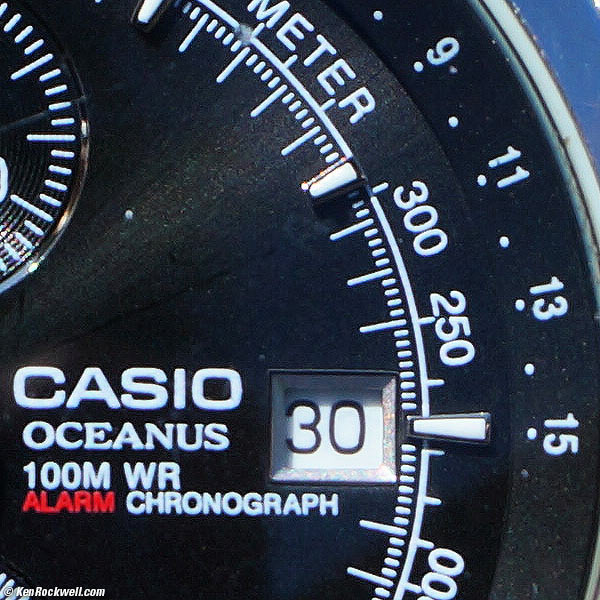 METER
9
11
300
13
250
CASIO
30
15
OCEANUS
100M WR
ALARM CHRONOGRAPH
© KenRockwell.com